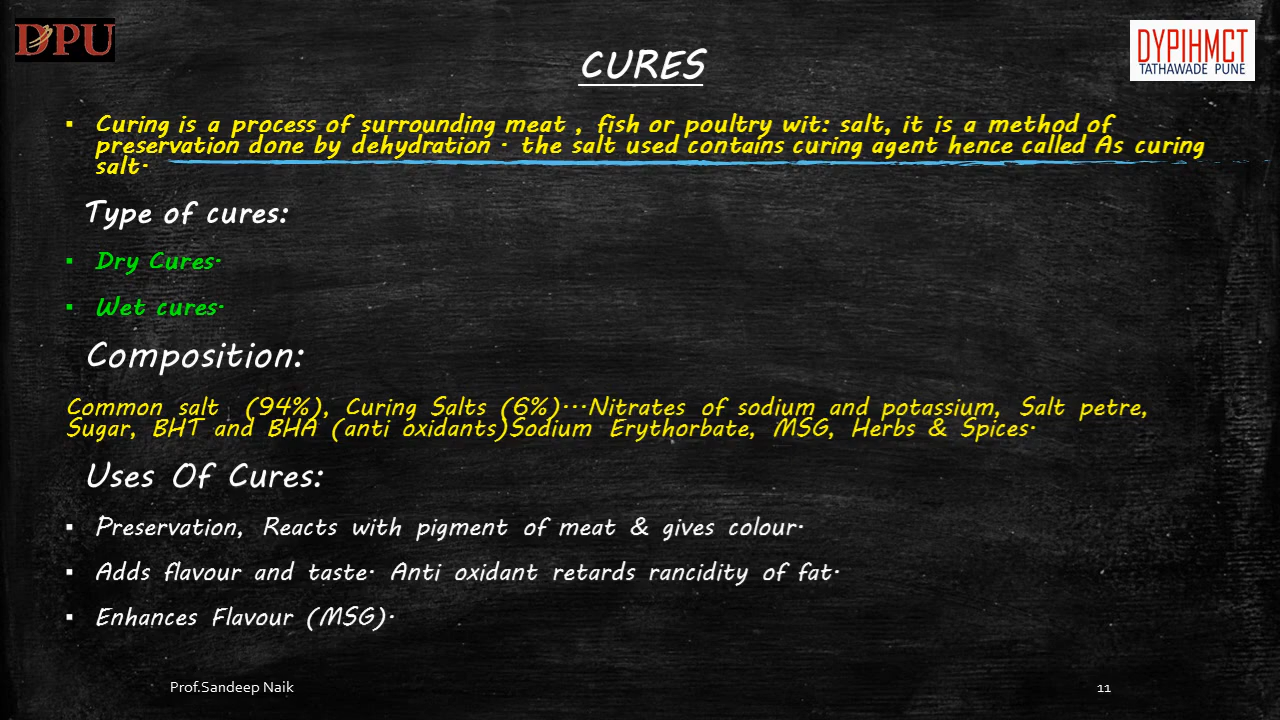 DPU
DYPIHMCT
TATHAWADE PUNE
CURES
▪ Curing is a process of surrounding meat , fish or poultry wit: salt, it is a method of
preservation done by dehydration . the salt used contains curing agent hence called As curing
salt.
Type of cures:
▪ Dry Cures.
▪ Wet cures.
Composition:
Common salt (94%), Curing Salts (6%)...Nitrates of sodium and potassium, Salt petre,
Sugar, BHT and BHA (anti oxidants)Sodium Erythorbate, MSG, Herbs & Spices.
Uses Of Cures:
▪ Preservation, Reacts with pigment of meat & gives colour.
▪ Adds flavour and taste. Anti oxidant retards rancidity of fat.
▪ Enhances Flavour (MSG).
Prof.Sandeep Naik
11